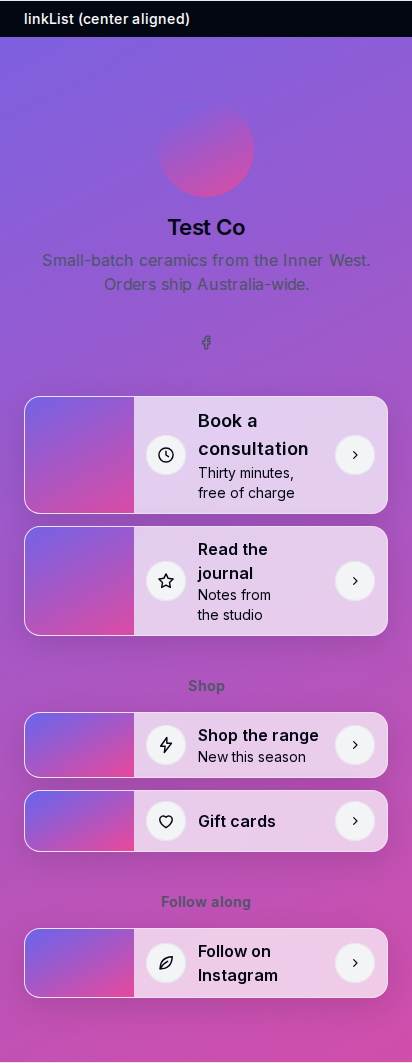 linkList (center aligned)
Test Co
Small-batch ceramics from the Inner West.
Orders ship Australia-wide.
Book a
consultation
Thirty minutes,
free of charge
Read the
journal
Notes from
the studio
Shop
Shop the range
New this season
Gift cards
Follow along
Follow on
Instagram